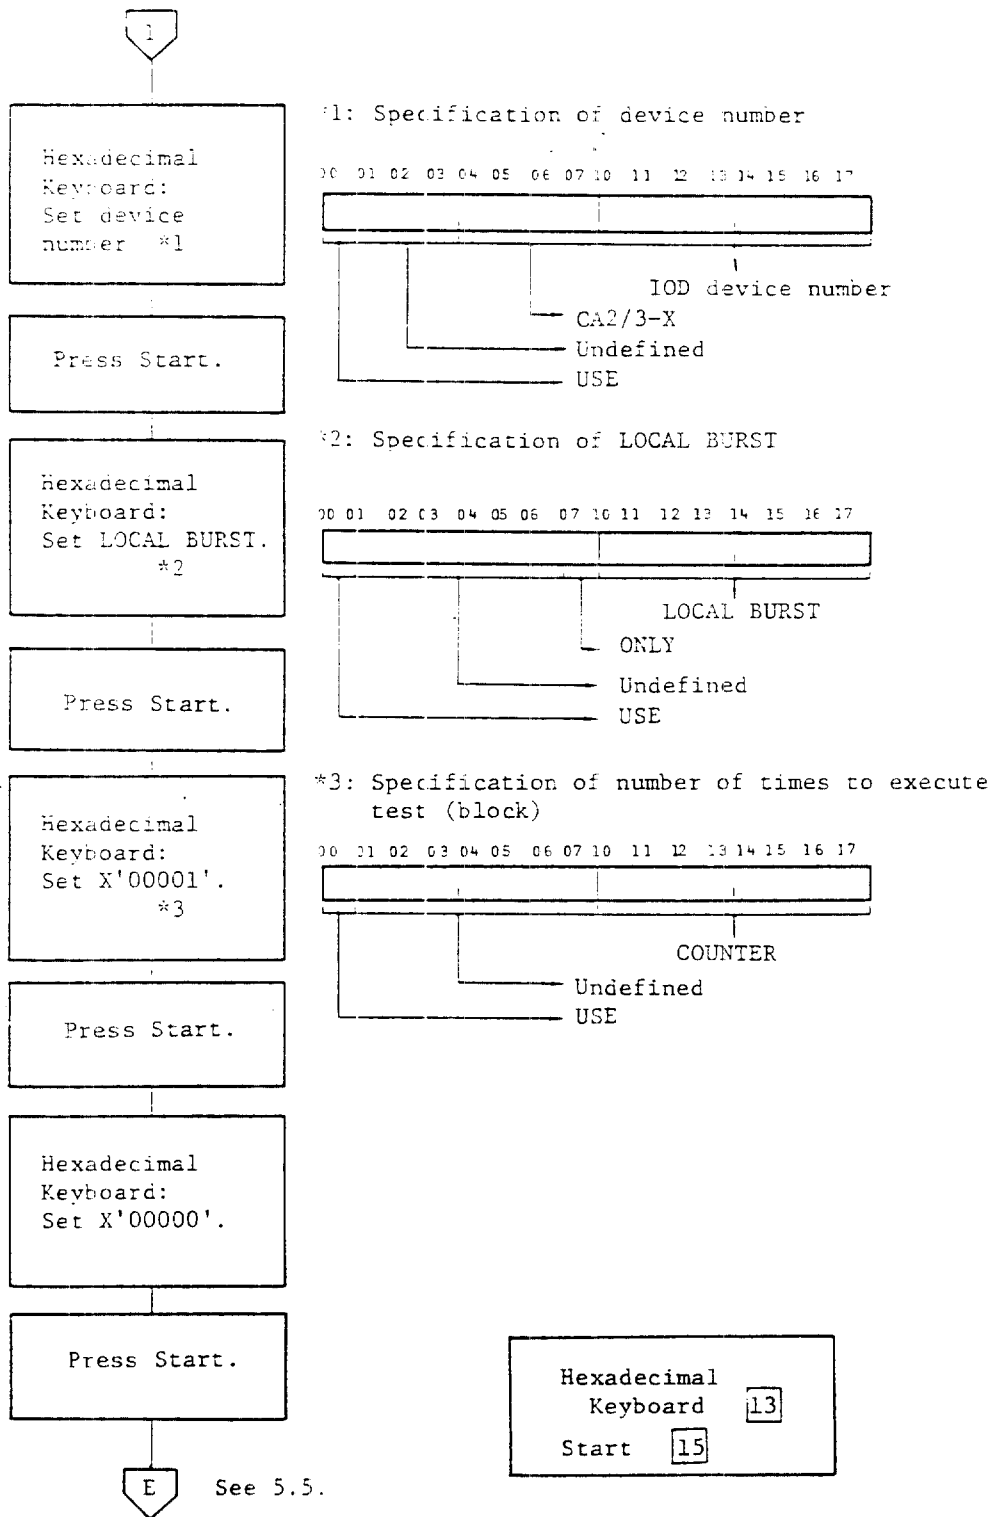 1
Hexadecimal
Keyboard:
Set device
number *1
*1: Specification of device number
00 01 02 03 04 05 06 07 10 11 12 13 14 15 16 17
IOD device number
CA2/3-X
Undefined
USE
Press Start.
Hexadecimal
Keyboard:
Set LOCAL BURST.
*2
*2: Specification of LOCAL BURST
00 01 02 03 04 05 06 07 10 11 12 13 14 15 16 17
LOCAL BURST
ONLY
Undefined
USE
Press Start.
Hexadecimal
Keyboard:
Set X'00001'.
*3
*3: Specification of number of times to execute
test (block)
00 01 02 03 04 05 06 07 10 11 12 13 14 15 16 17
COUNTER
Undefined
USE
Press Start.
Hexadecimal
Keyboard:
Set X'00000'.
Press Start.
E See 5.5.
Hexadecimal
Keyboard 13
Start 15